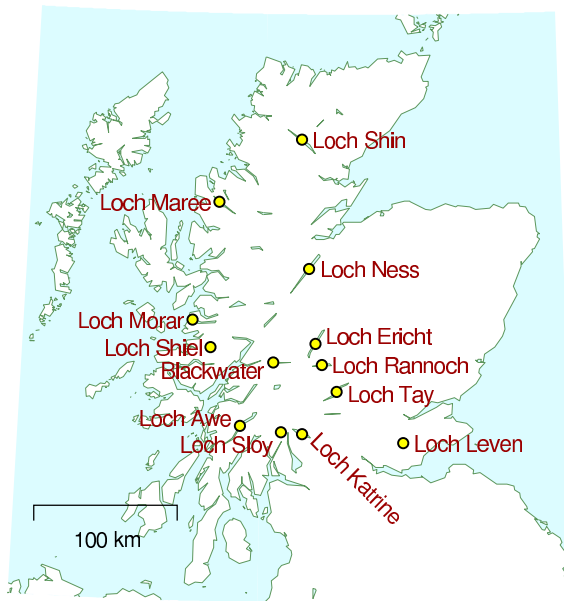 Loch Shin
Loch Maree
Loch Ness
Loch Morar
Loch Ericht
Loch Shiel
Loch Rannoch
Blackwater
Loch Tay
Loch Awe
Loch Sloy
Loch Leven
Loch Katrine
100 km